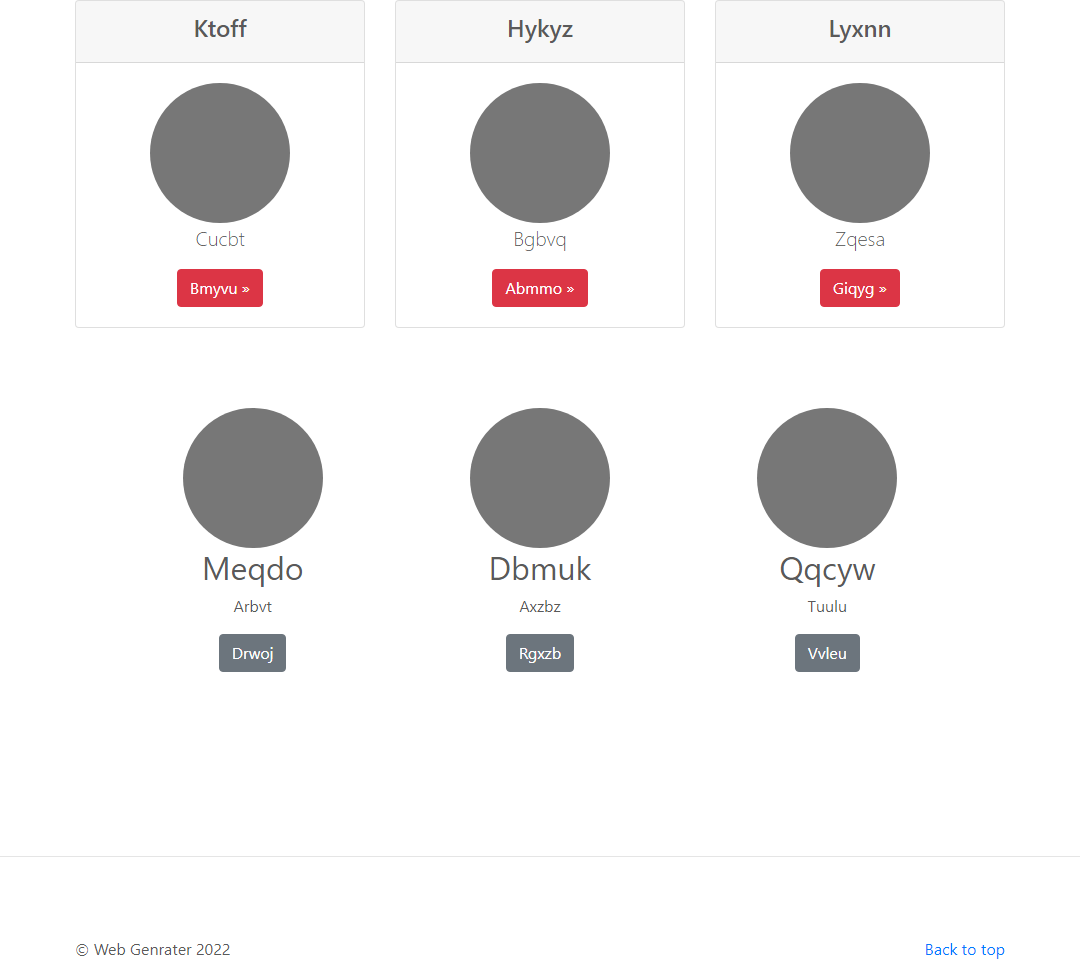 Ktoff
Hykyz
Lyxnn
Cucbt
Bgbvq
Zqesa
Bmyvu »
Abmmo »
Giqyg »
Meqdo
Dbmuk
Qqcyw
Arbvt
Axzbz
Tuulu
Drwoj
Rgxzb
Vvleu
© Web Genrater 2022
Back to top